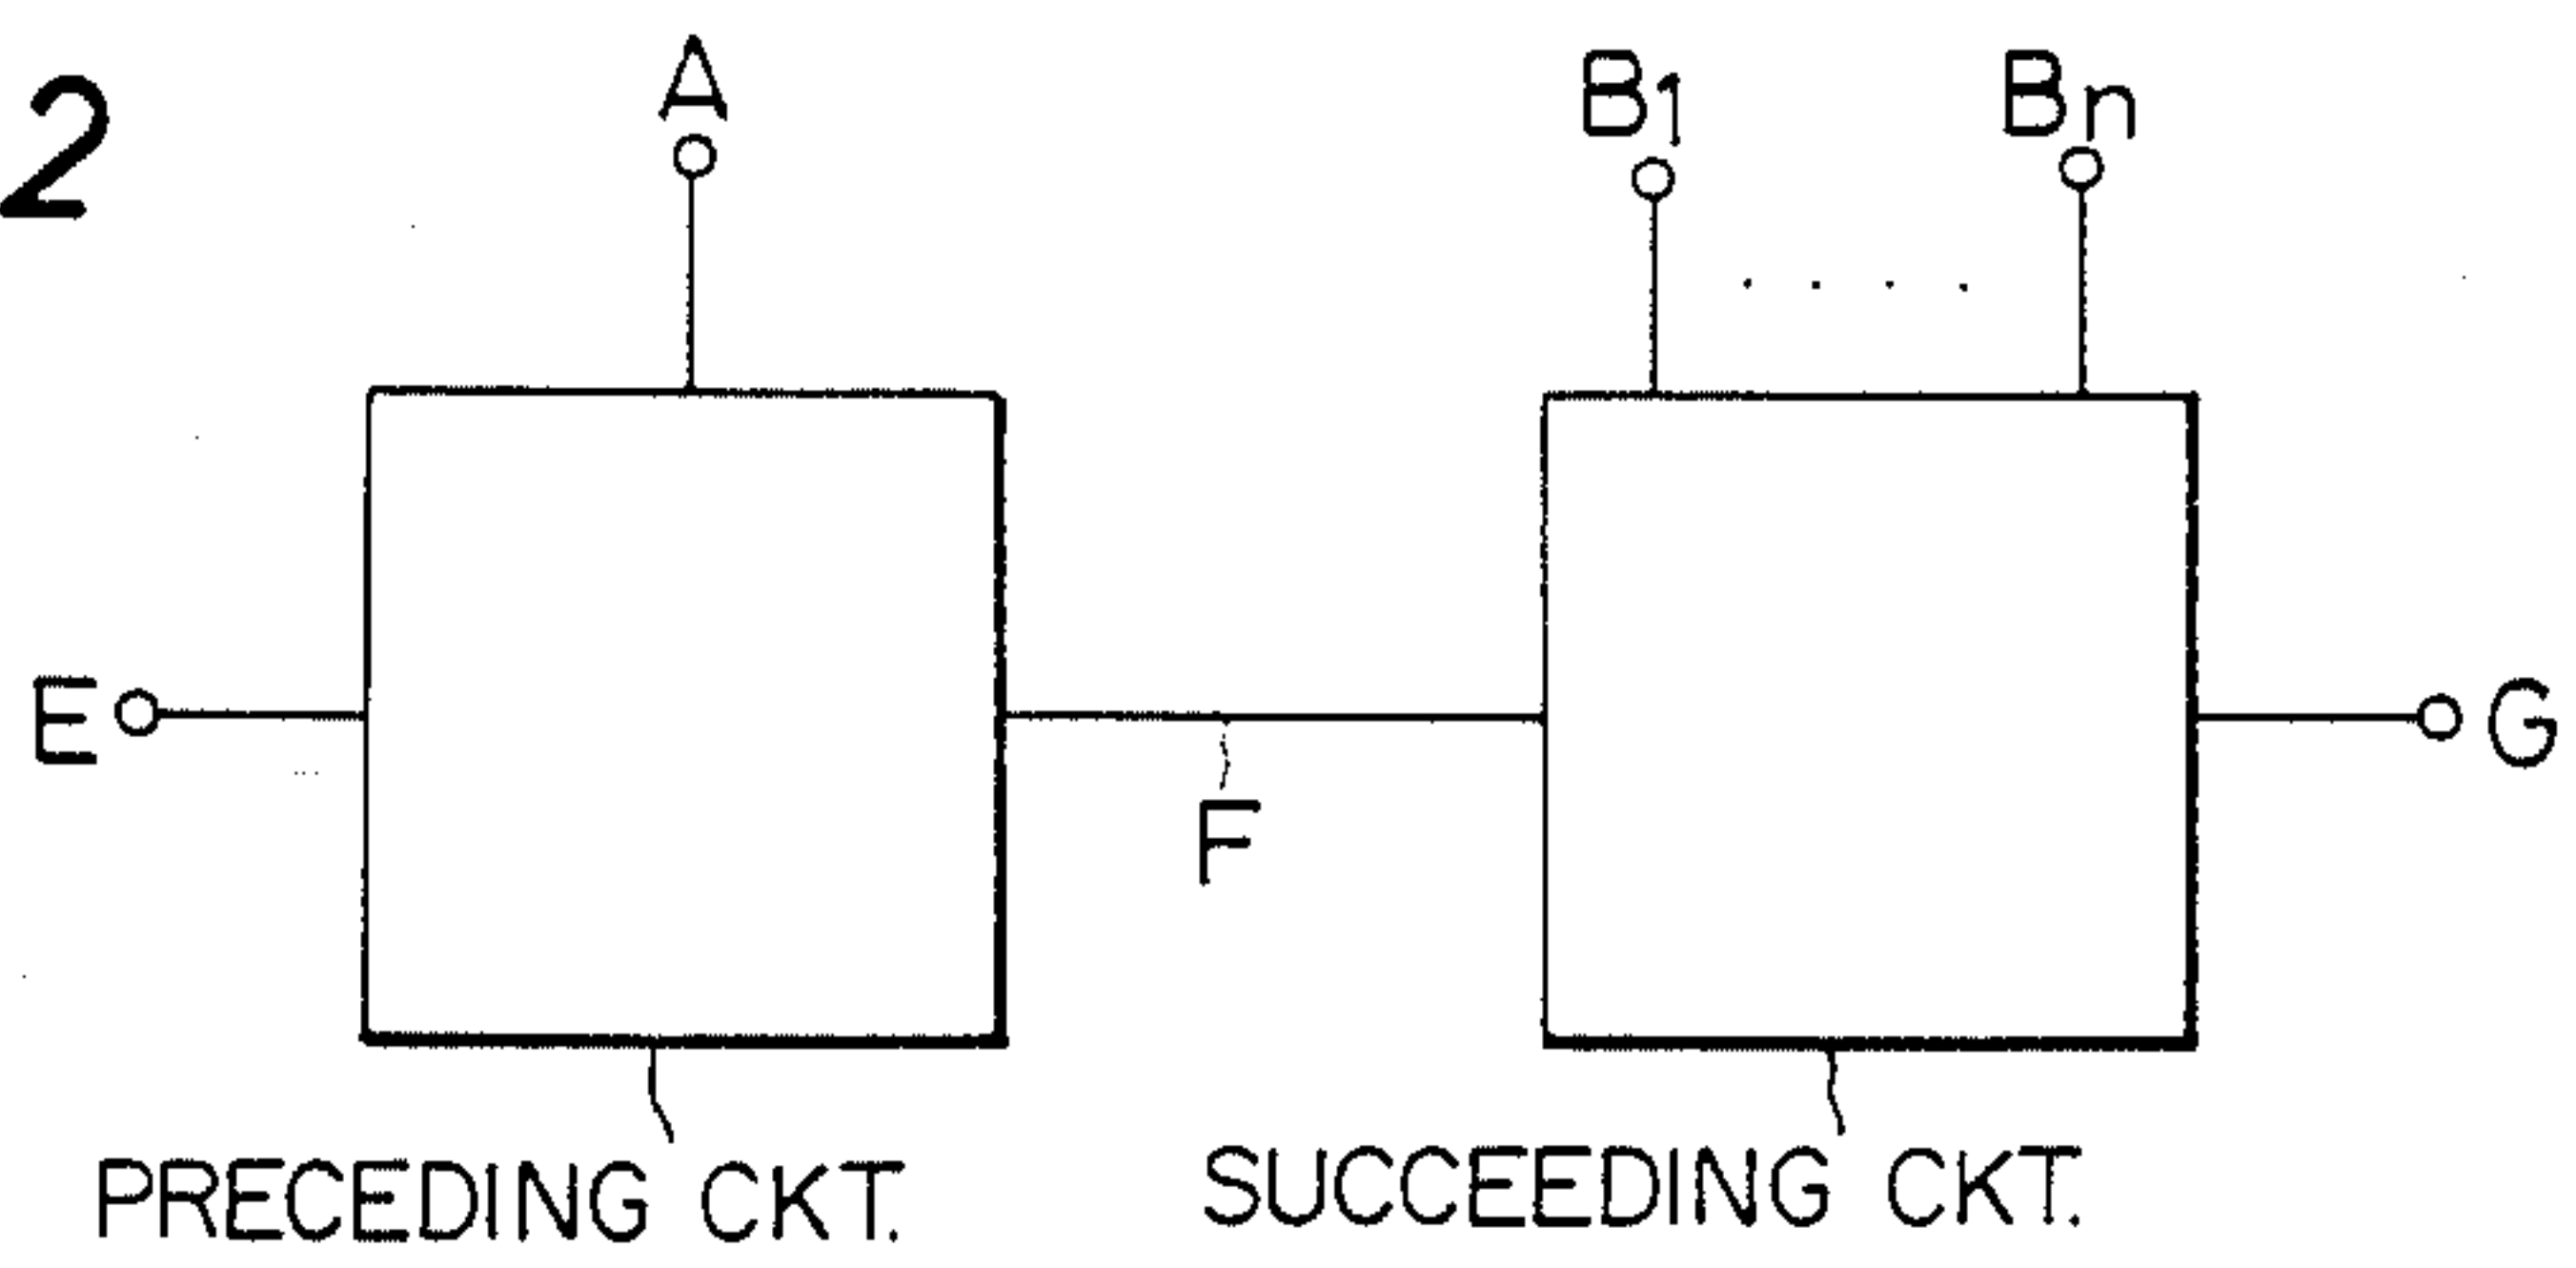 2
A
B1 . . . . Bn
E
F
G
PRECEDING CKT.
SUCCEEDING CKT.